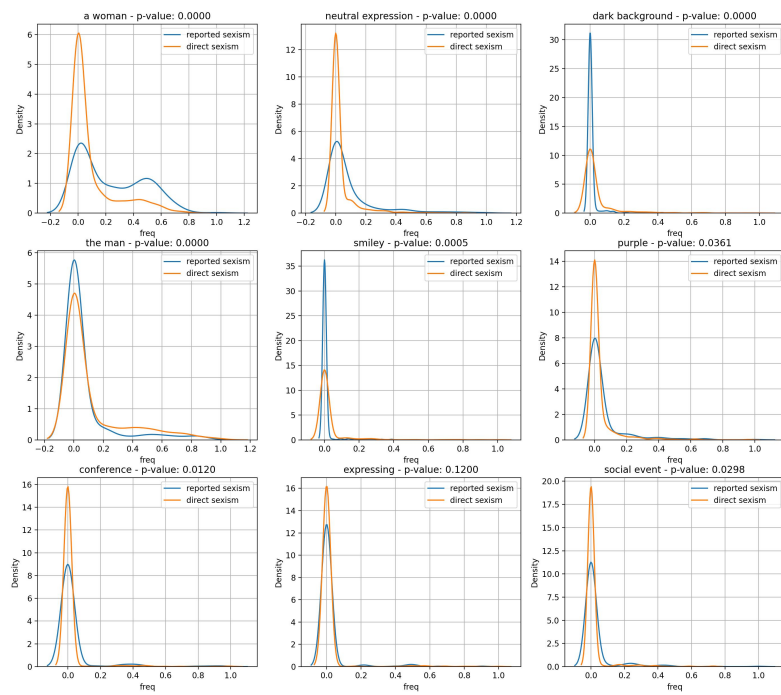 a woman - p-value: 0.0000
reported sexism
direct sexism
Density
6
5
4
3
2
1
0
−0.2 0.0 0.2 0.4 0.6 0.8 1.0 1.2
freq
neutral expression - p-value: 0.0000
reported sexism
direct sexism
Density
12
10
8
6
4
2
0
−0.2 0.0 0.2 0.4 0.6 0.8 1.0 1.2
freq
dark background - p-value: 0.0000
reported sexism
direct sexism
Density
30
25
20
15
10
5
0
0.0 0.2 0.4 0.6 0.8 1.0
freq
the man - p-value: 0.0000
reported sexism
direct sexism
Density
6
5
4
3
2
1
0
−0.2 0.0 0.2 0.4 0.6 0.8 1.0 1.2
freq
smiley - p-value: 0.0005
reported sexism
direct sexism
Density
35
30
25
20
15
10
5
0
0.0 0.2 0.4 0.6 0.8 1.0
freq
purple - p-value: 0.0361
reported sexism
direct sexism
Density
14
12
10
8
6
4
2
0
0.0 0.2 0.4 0.6 0.8 1.0
freq
conference - p-value: 0.0120
reported sexism
direct sexism
Density
16
14
12
10
8
6
4
2
0
0.0 0.2 0.4 0.6 0.8 1.0
freq
expressing - p-value: 0.1200
reported sexism
direct sexism
Density
16
14
12
10
8
6
4
2
0
0.0 0.2 0.4 0.6 0.8 1.0
freq
social event - p-value: 0.0298
reported sexism
direct sexism
Density
20.0
17.5
15.0
12.5
10.0
7.5
5.0
2.5
0.0
0.0 0.2 0.4 0.6 0.8 1.0
freq